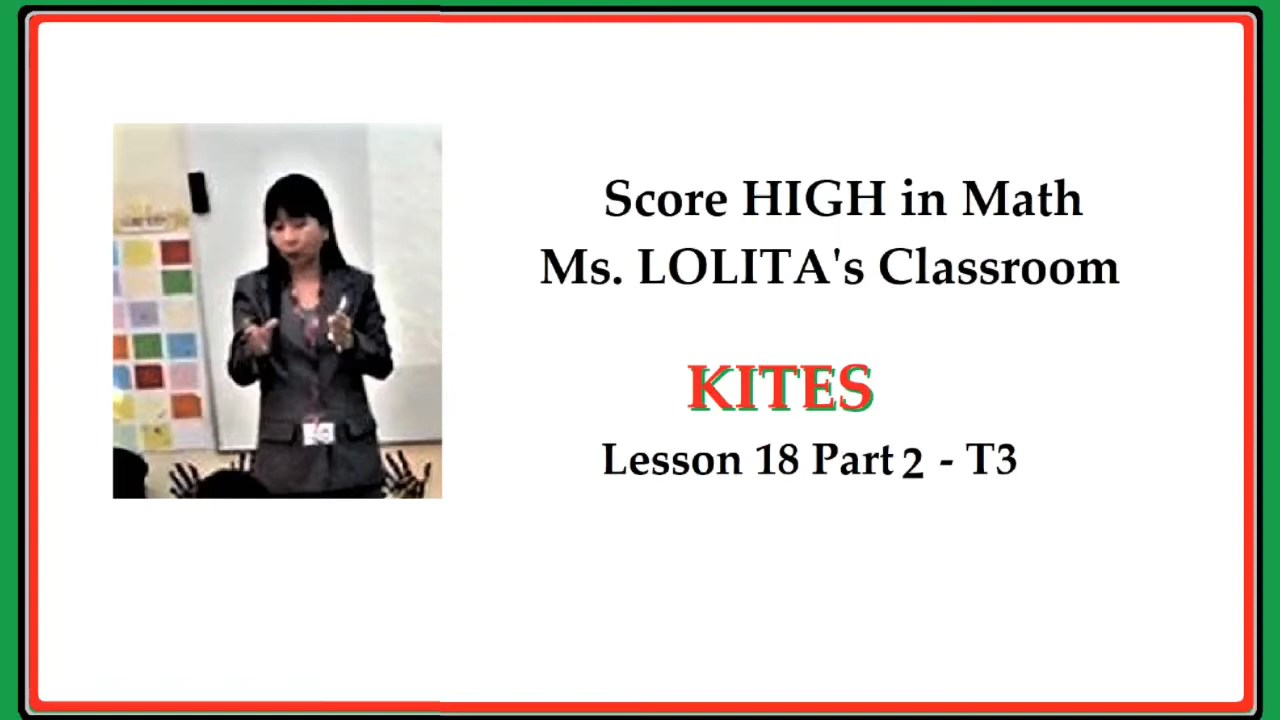 Score HIGH in Math
Ms. LOLITA's Classroom
KITES
Lesson 18 Part 2 - T3